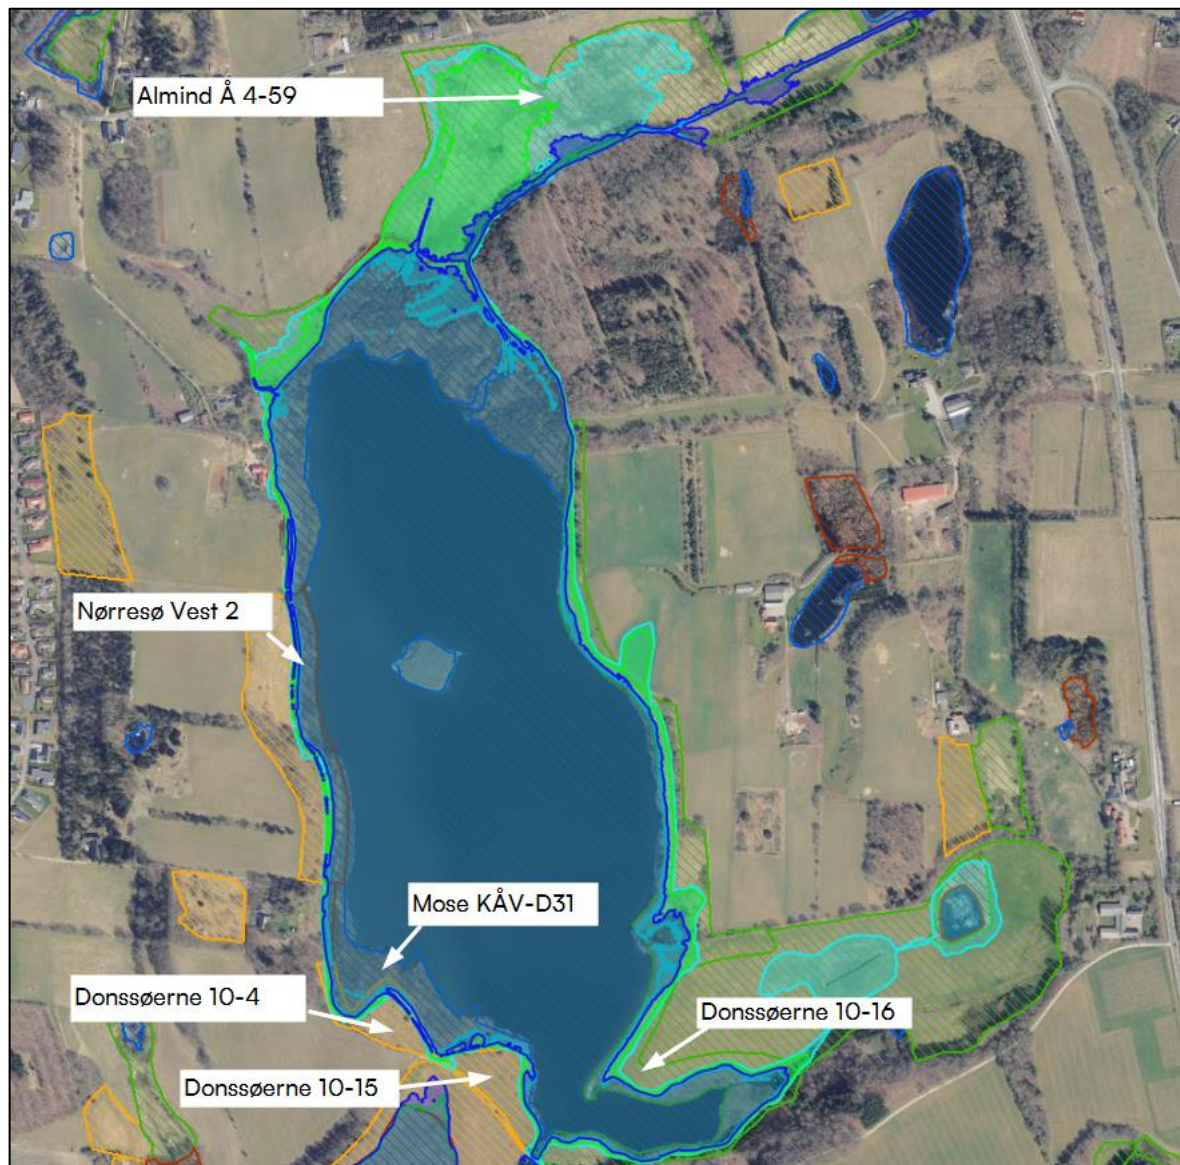 Almind Å 4-59
Nørresø Vest 2
Mose KÅV-D31
Donssøerne 10-4
Donssøerne 10-16
Donssøerne 10-15